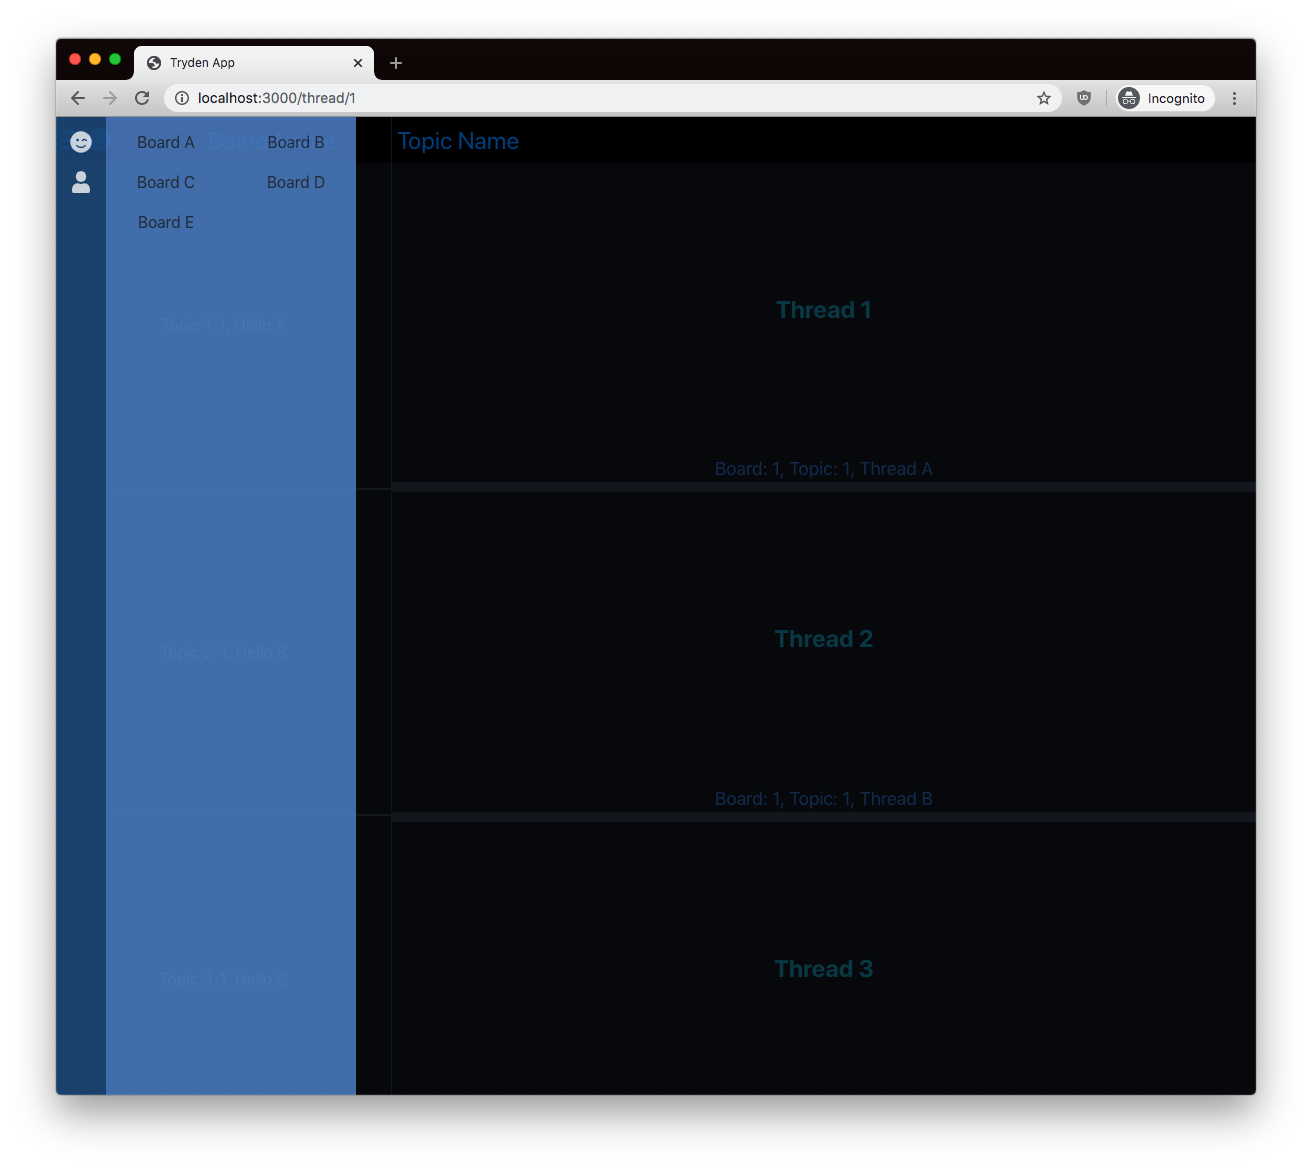 Tryden App
localhost:3000/thread/1
Incognito
Board A Board B
Topic Name
Board C Board D
Board E
Thread 1
Topic 1-1, Hello A
Board: 1, Topic: 1, Thread A
Thread 2
Topic 2-1, Hello B
Board: 1, Topic: 1, Thread B
Thread 3
Topic 3-1, Hello C